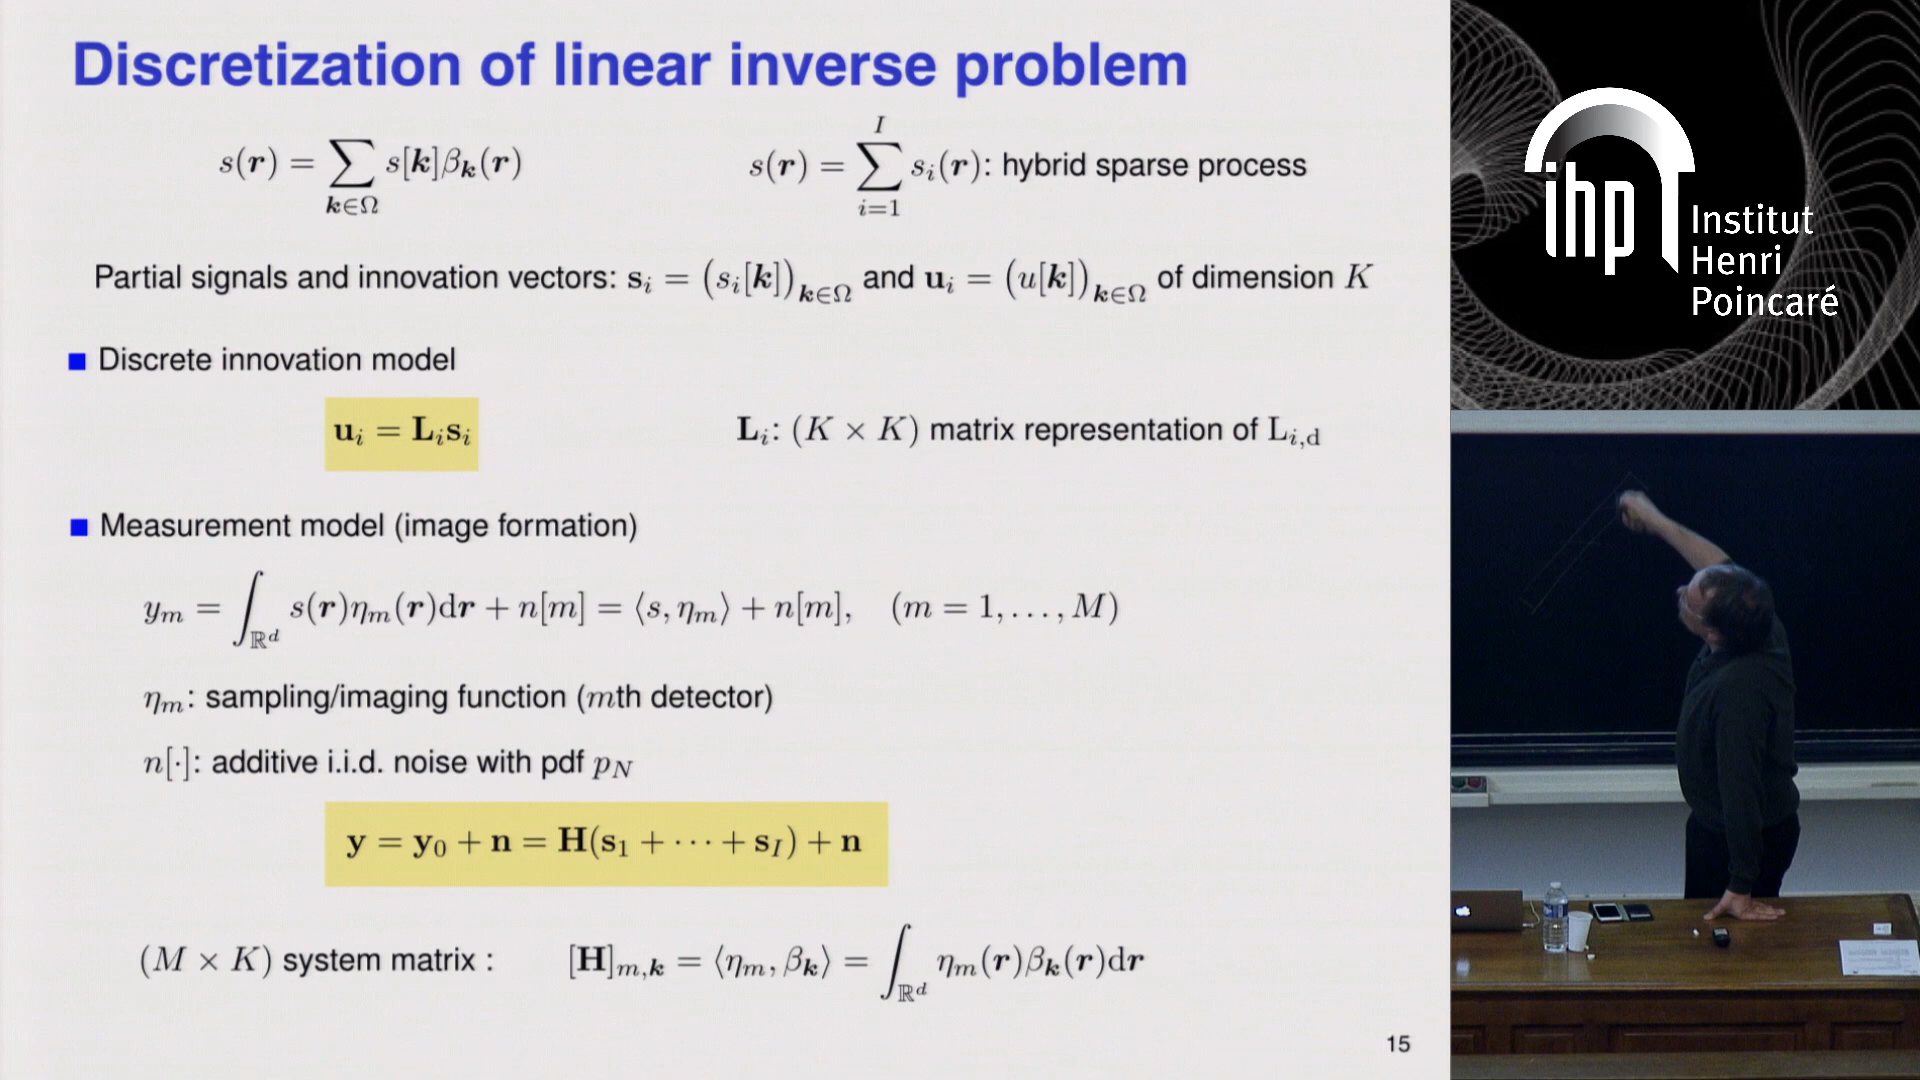 Discretization of linear inverse problem
s(r) = ∑_{k∈Ω} s[k]β_k(r)
s(r) = ∑_{i=1}^{I} s_i(r): hybrid sparse process
Partial signals and innovation vectors: s_i = (s_i[k])_{k∈Ω} and u_i = (u[k])_{k∈Ω} of dimension K
Discrete innovation model
u_i = L_i s_i
L_i: (K × K) matrix representation of L_{i,d}
Measurement model (image formation)
y_m = ∫_{ℝ^d} s(r)η_m(r)dr + n[m] = ⟨s, η_m⟩ + n[m], (m = 1, . . . , M)
η_m: sampling/imaging function (mth detector)
n[·]: additive i.i.d. noise with pdf p_N
y = y_0 + n = H(s_1 + · · · + s_I) + n
(M × K) system matrix : [H]_{m,k} = ⟨η_m, β_k⟩ = ∫_{ℝ^d} η_m(r)β_k(r)dr
15
ihp
Institut
Henri
Poincaré